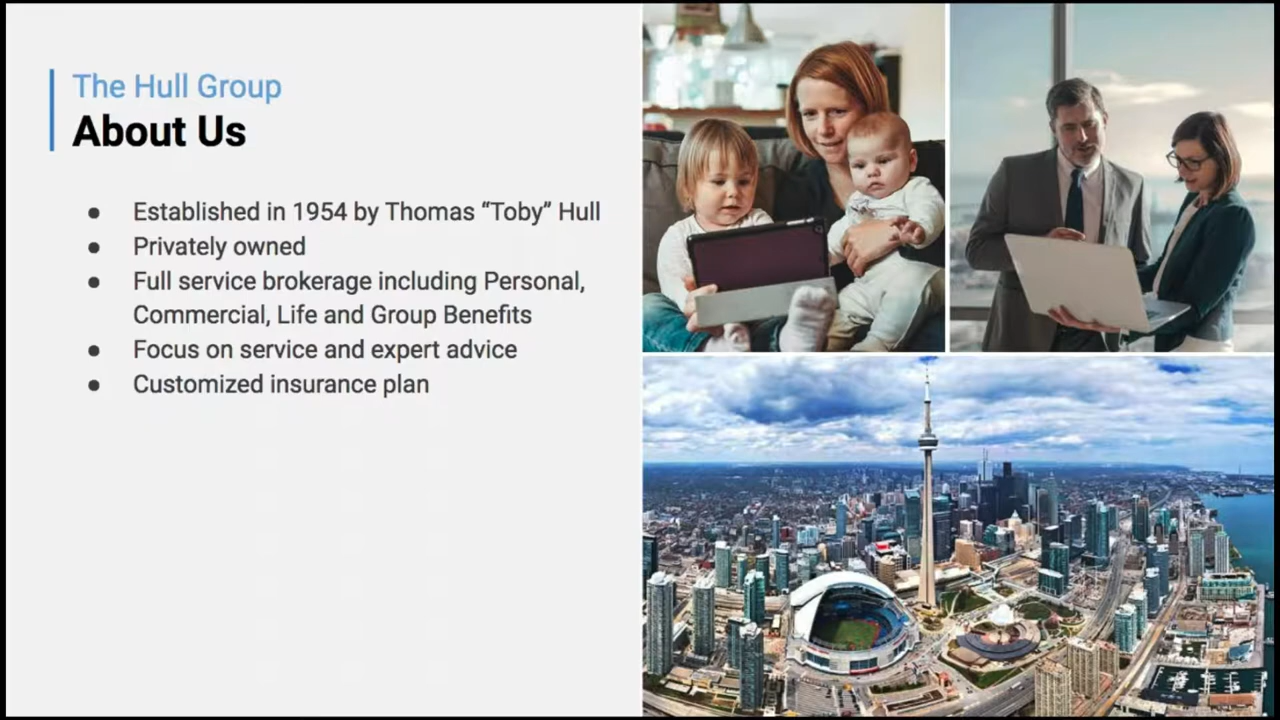 The Hull Group
About Us
● Established in 1954 by Thomas “Toby” Hull
● Privately owned
● Full service brokerage including Personal,
Commercial, Life and Group Benefits
● Focus on service and expert advice
● Customized insurance plan